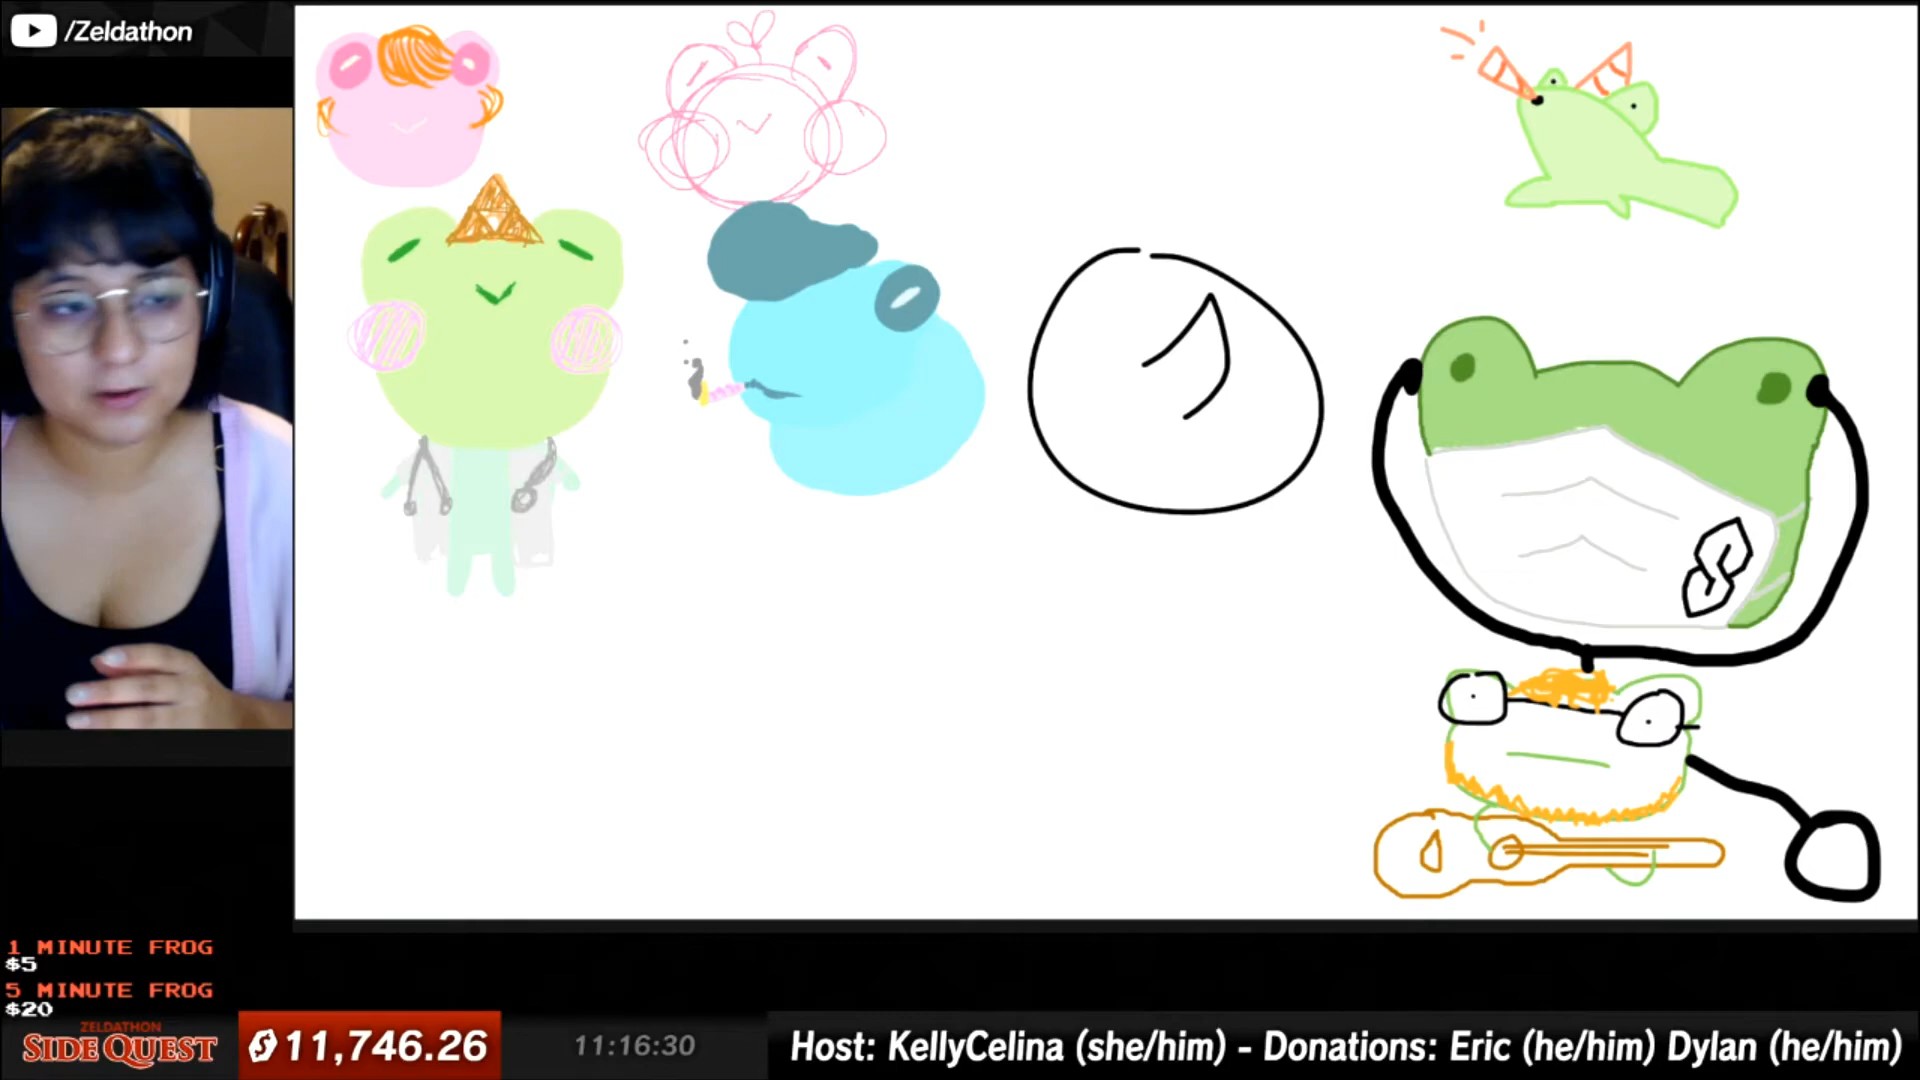 /Zeldathon
1 MINUTE FROG
$5
5 MINUTE FROG
$20
ZELDATHON
SIDE QUEST
11,746.26
11:16:30
Host: KellyCelina (she/him) - Donations: Eric (he/him) Dylan (he/him)